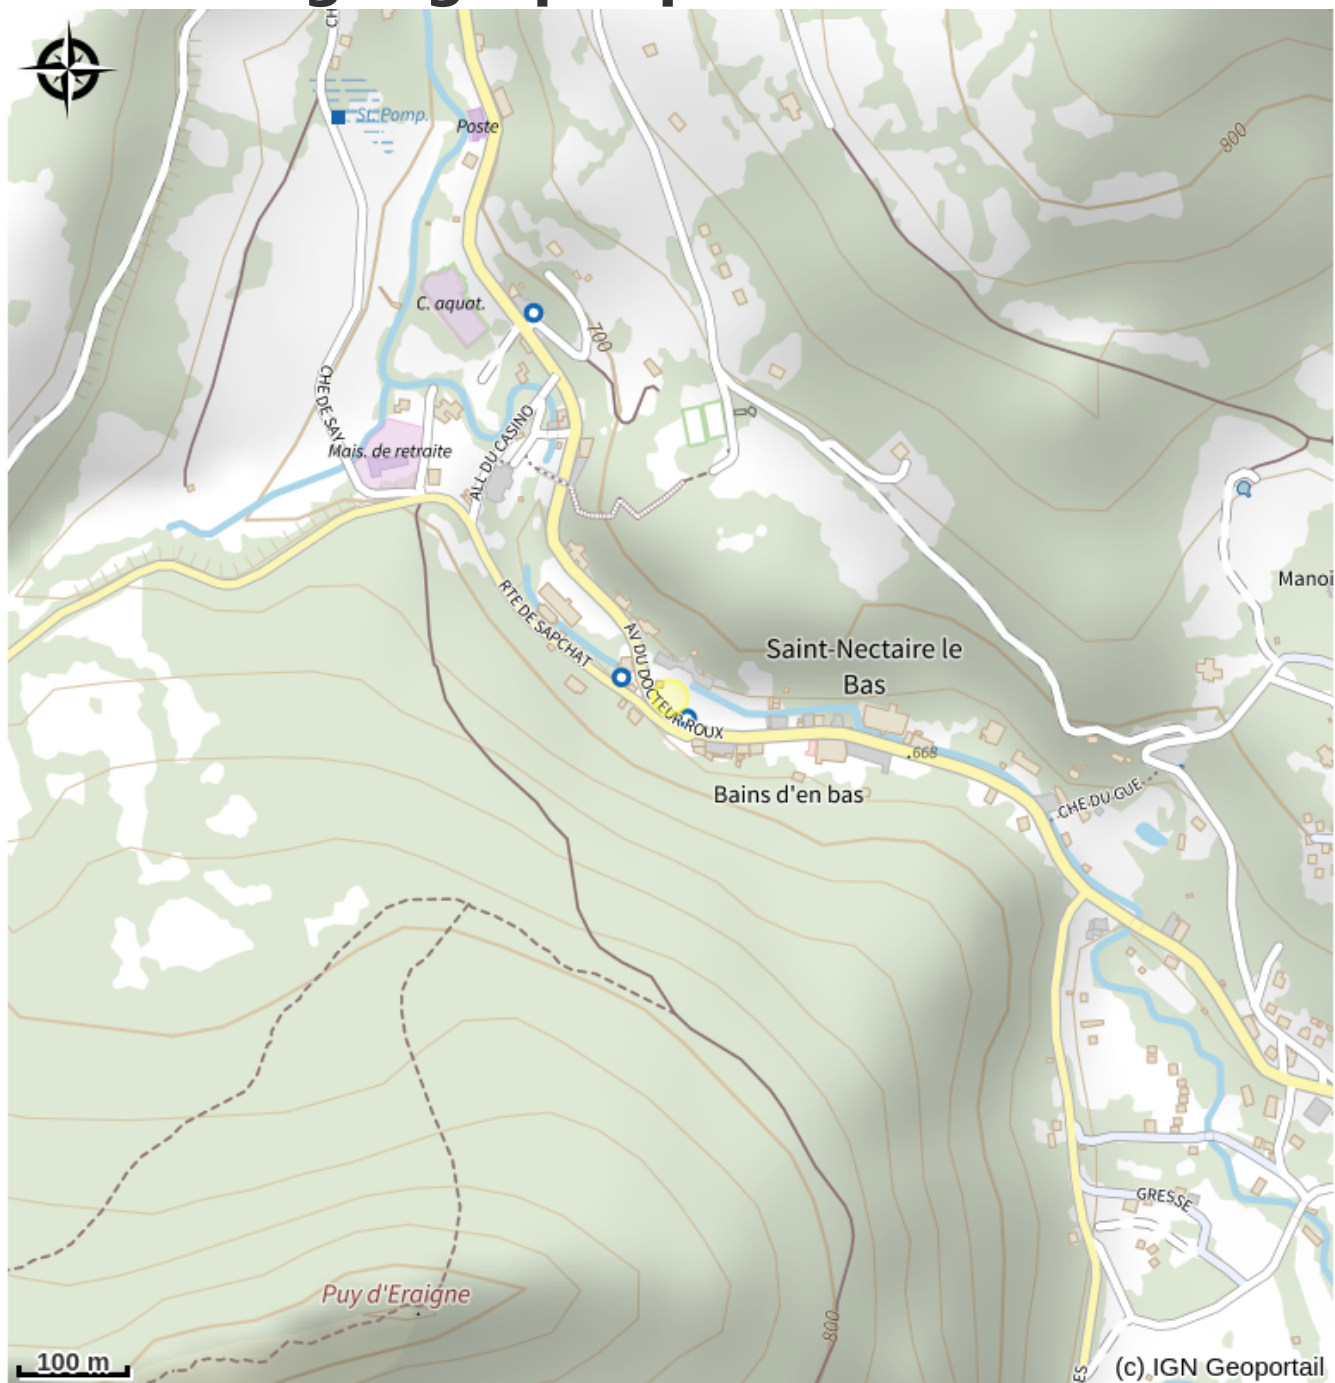 CH
St. Pomp.
Poste
800
C. aquat.
700
CHE DE SAY
Mais. de retraite
ALL DU CASINO
Manoi
RTE DE SAPCHAT
AV DU DOCTEUR ROUX
Saint-Nectaire le
Bas
668
Bains d'en bas
CHE DU GUE
GRESSE
Puy d'Eraigne
800
100 m
ES
(c) IGN Geoportail